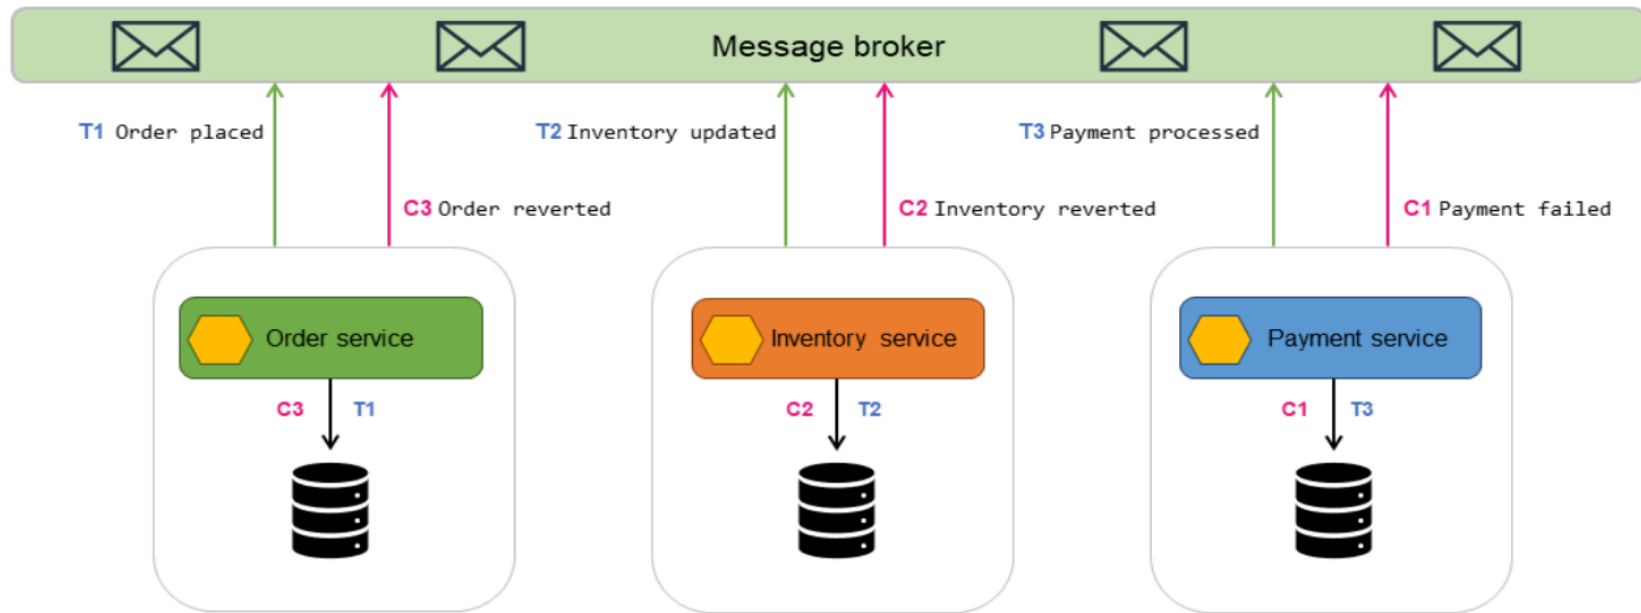 Message broker
T1 Order placed
T2 Inventory updated
T3 Payment processed
C3 Order reverted
C2 Inventory reverted
C1 Payment failed
Order service
Inventory service
Payment service
C3 T1
C2 T2
C1 T3